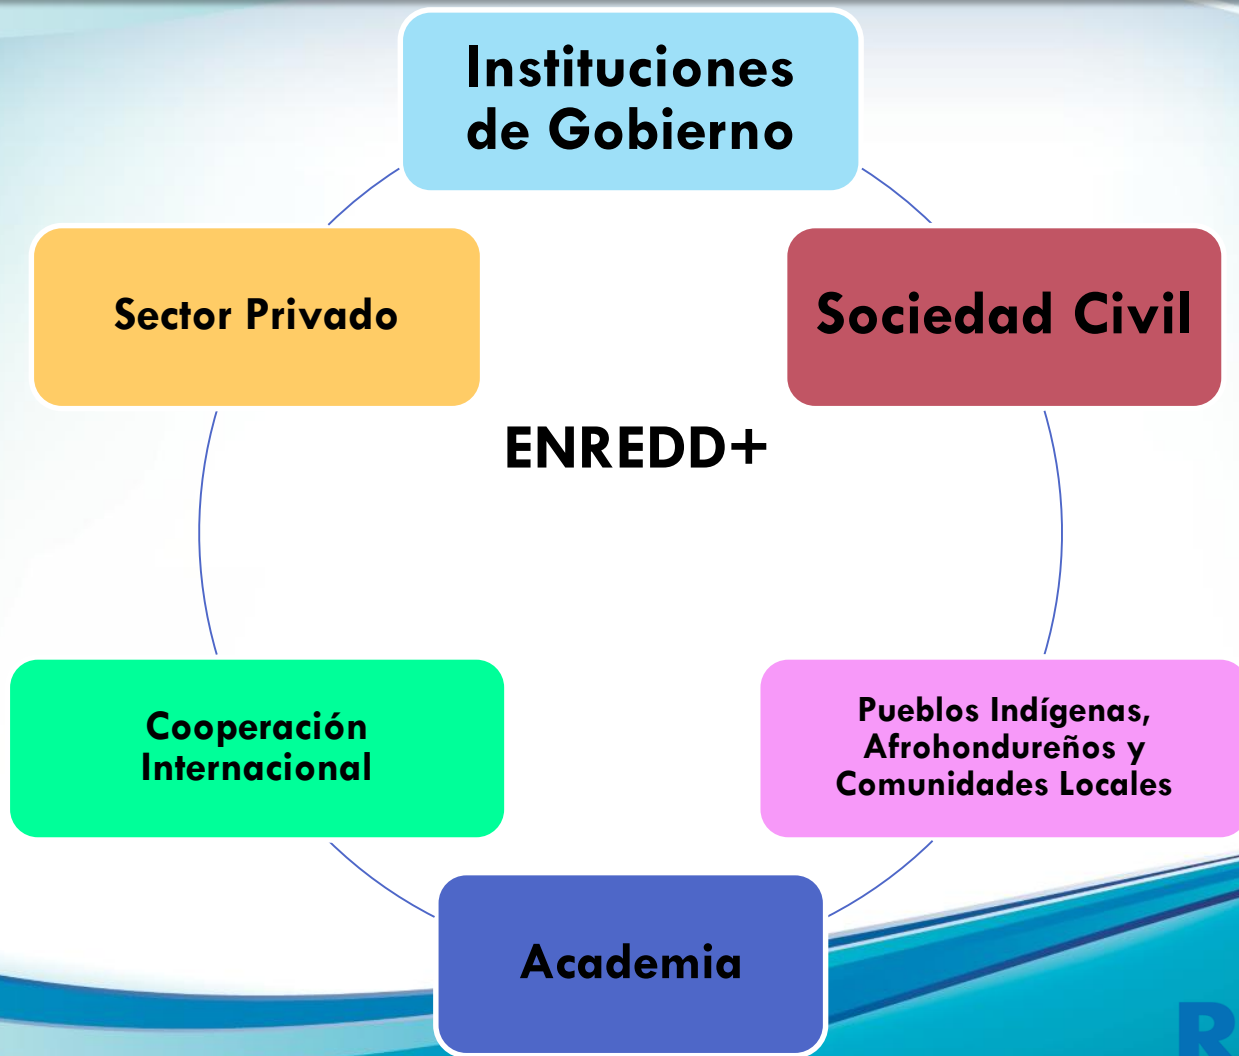 Instituciones
de Gobierno
Sector Privado
Sociedad Civil
ENREDD+
Cooperación
Internacional
Pueblos Indígenas,
Afrohondureños y
Comunidades Locales
Academia
R